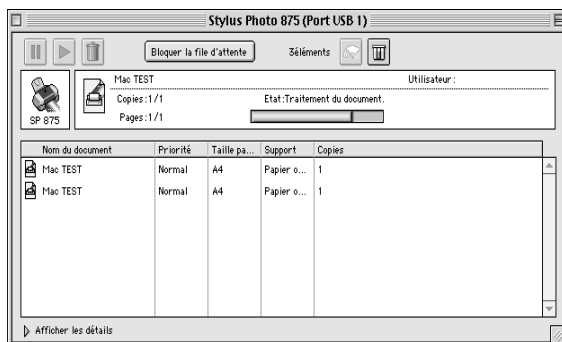 Stylus Photo 875 (Port USB 1)
Bloquer la file d'attente 3éléments
SP 875
Mac TEST Utilisateur :
Copies :1/1 Etat :Traitement du document.
Pages :1/1
Nom du document Priorité Taille pa... Support Copies
Mac TEST Normal A4 Papier o... 1
Mac TEST Normal A4 Papier o... 1
Afficher les détails